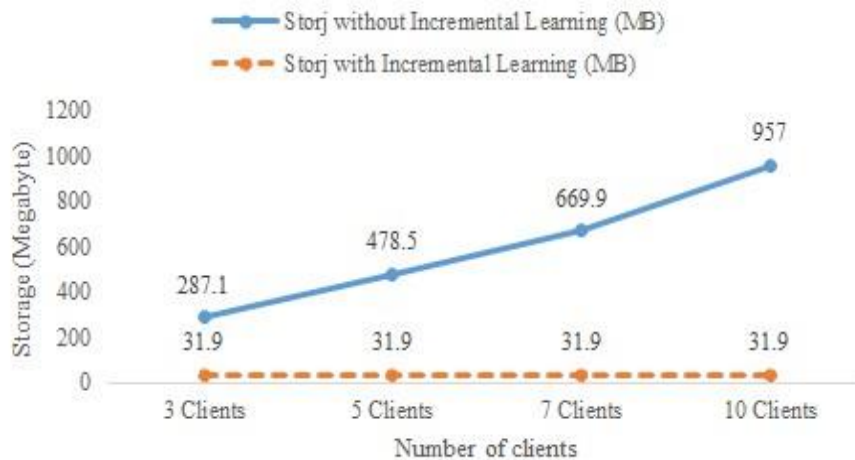 Storj without Incremental Learning (MB)
Storj with Incremental Learning (MB)
Storage (Megabyte)
1200
1000
800
600
400
200
0
287.1
478.5
669.9
957
31.9
31.9
31.9
31.9
3 Clients
5 Clients
7 Clients
10 Clients
Number of clients